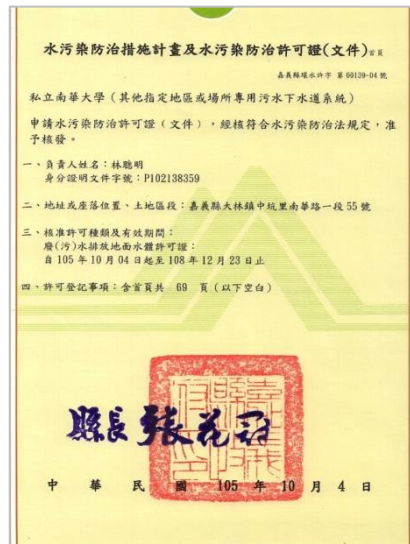 水污染防治措施計畫及水污染防治許可證(文件)首頁
嘉義縣環水許字 第 00139-04 號
私立南華大學（其他指定地區或場所專用污水下水道系統）
申請水污染防治許可證（文件），經核符合水污染防治法規定，准
予核發。
一、負責人姓名：林聰明
身分證明文件字號：P102138359
二、地址或座落位置、土地區段：嘉義縣大林鎮中坑里南華路一段 55 號
三、核准許可種類及有效期間：
廢(污)水排放地面水體許可證：
自 105 年 10 月 04 日起至 108 年 12 月 23 日止
四、許可登記事項：含首頁共 69 頁（以下空白）
縣長 張花冠
嘉義縣政府印
中 華 民 國 105 年 10 月 4 日